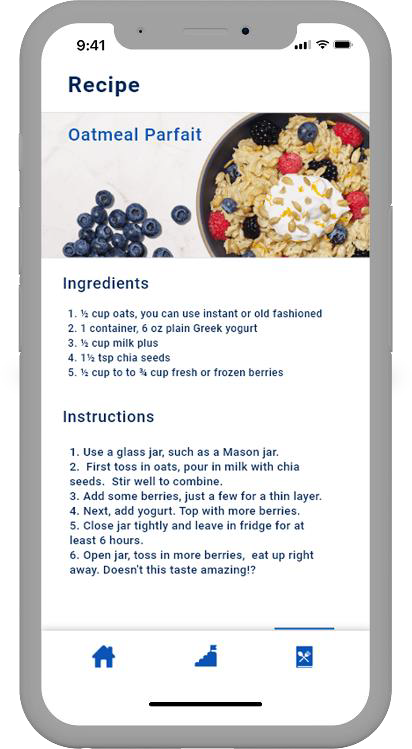 9:41
Recipe
Oatmeal Parfait
Ingredients
1. ½ cup oats, you can use instant or old fashioned
2. 1 container, 6 oz plain Greek yogurt
3. ½ cup milk plus
4. 1½ tsp chia seeds
5. ½ cup to to ¾ cup fresh or frozen berries
Instructions
1. Use a glass jar, such as a Mason jar.
2.  First toss in oats, pour in milk with chia
seeds.  Stir well to combine.
3. Add some berries, just a few for a thin layer.
4. Next, add yogurt. Top with more berries.
5. Close jar tightly and leave in fridge for at
least 6 hours.
6. Open jar, toss in more berries,  eat up right
away. Doesn't this taste amazing!?